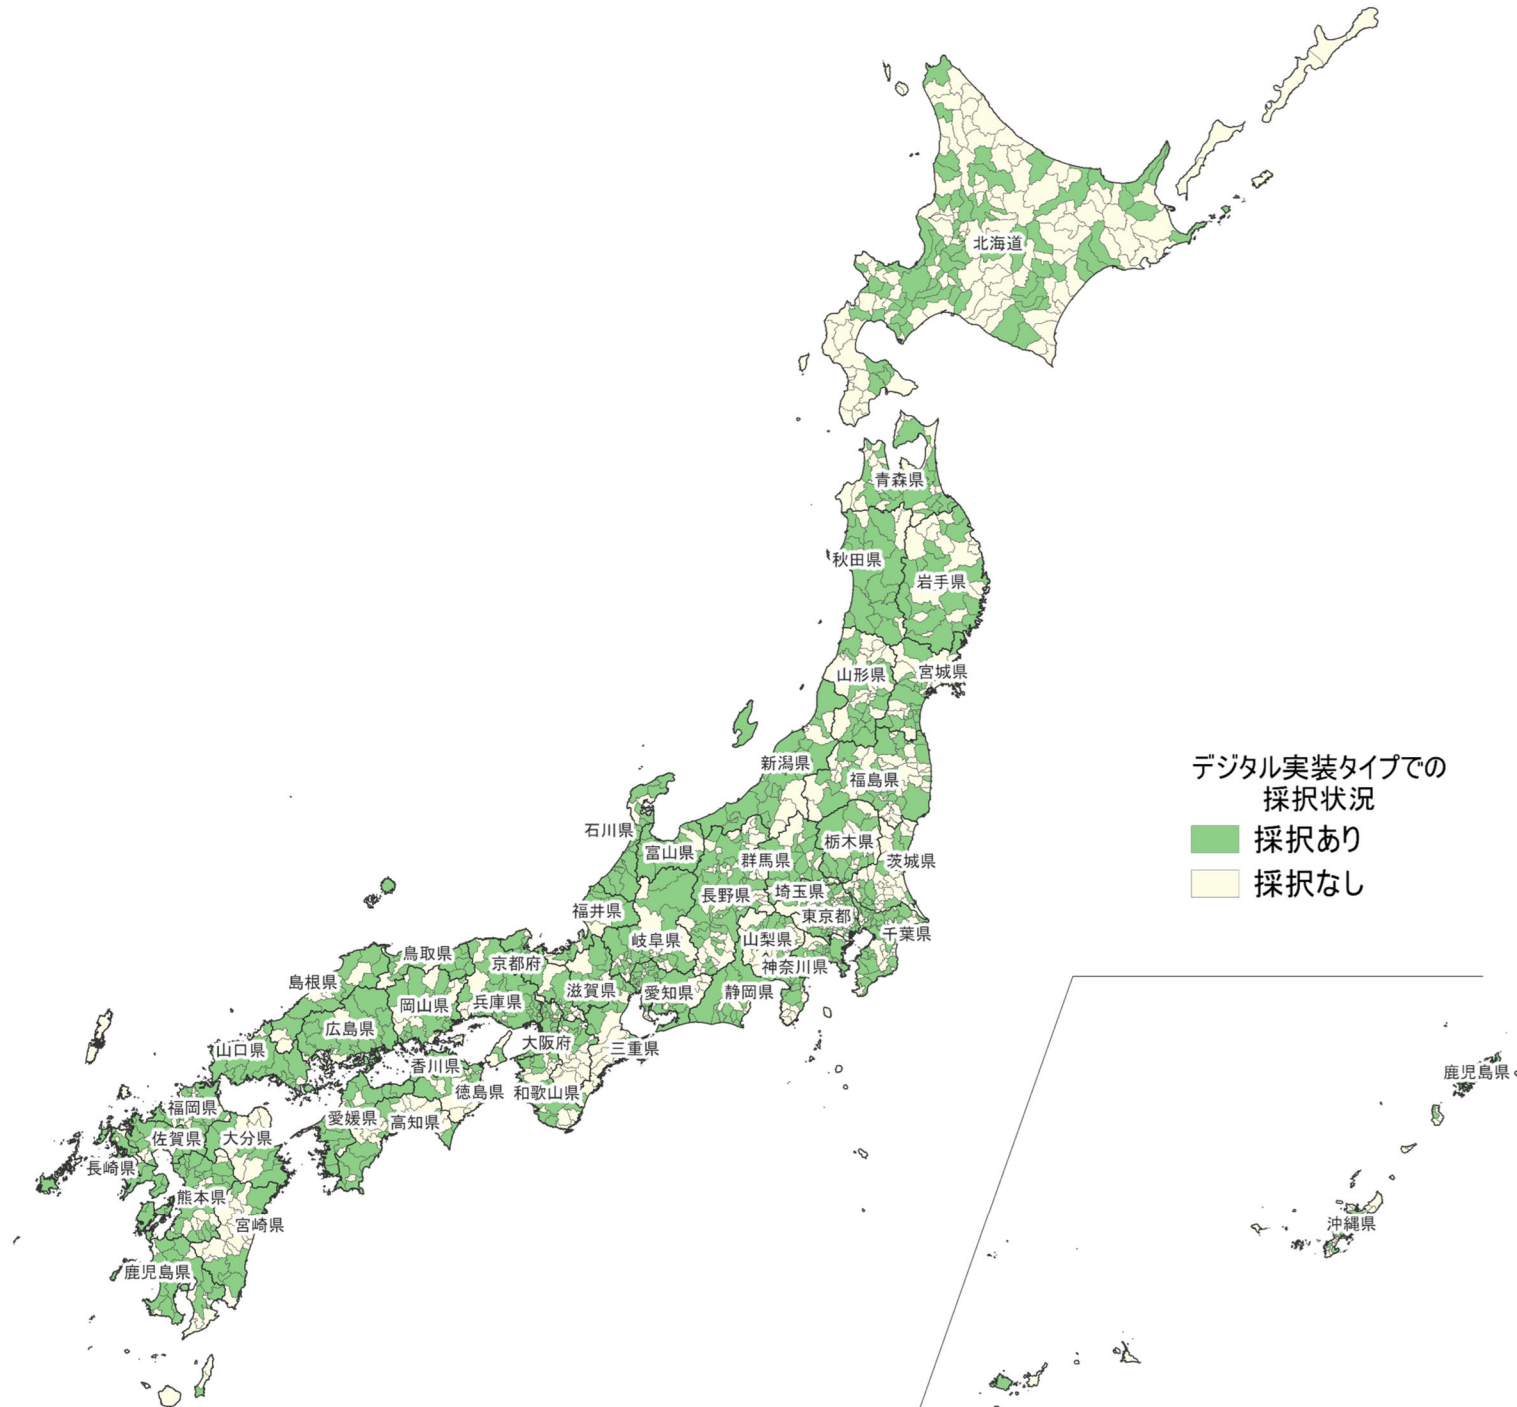 北海道
青森県
秋田県
岩手県
山形県
宮城県
新潟県
福島県
デジタル実装タイプでの
採択状況
採択あり
採択なし
石川県
富山県
群馬県
栃木県
茨城県
福井県
長野県
埼玉県
東京都
千葉県
岐阜県
山梨県
神奈川県
鳥取県
京都府
島根県
岡山県
兵庫県
滋賀県
愛知県
静岡県
広島県
山口県
大阪府
三重県
香川県
徳島県
和歌山県
愛媛県
高知県
福岡県
佐賀県
大分県
長崎県
熊本県
宮崎県
鹿児島県
鹿児島県
沖縄県